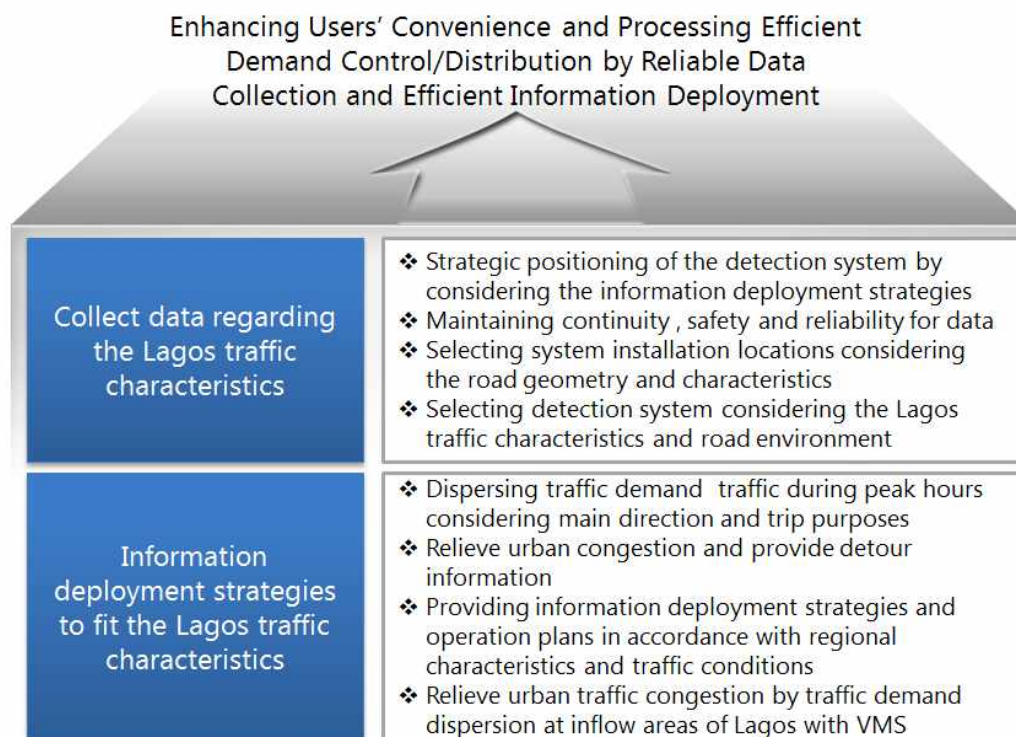 Enhancing Users’ Convenience and Processing Efficient
Demand Control/Distribution by Reliable Data
Collection and Efficient Information Deployment
Collect data regarding
the Lagos traffic
characteristics
❖ Strategic positioning of the detection system by
considering the information deployment strategies
❖ Maintaining continuity , safety and reliability for data
❖ Selecting system installation locations considering
the road geometry and characteristics
❖ Selecting detection system considering the Lagos
traffic characteristics and road environment
Information
deployment strategies
to fit the Lagos traffic
characteristics
❖ Dispersing traffic demand  traffic during peak hours
considering main direction and trip purposes
❖ Relieve urban congestion and provide detour
information
❖ Providing information deployment strategies and
operation plans in accordance with regional
characteristics and traffic conditions
❖ Relieve urban traffic congestion by traffic demand
dispersion at inflow areas of Lagos with VMS